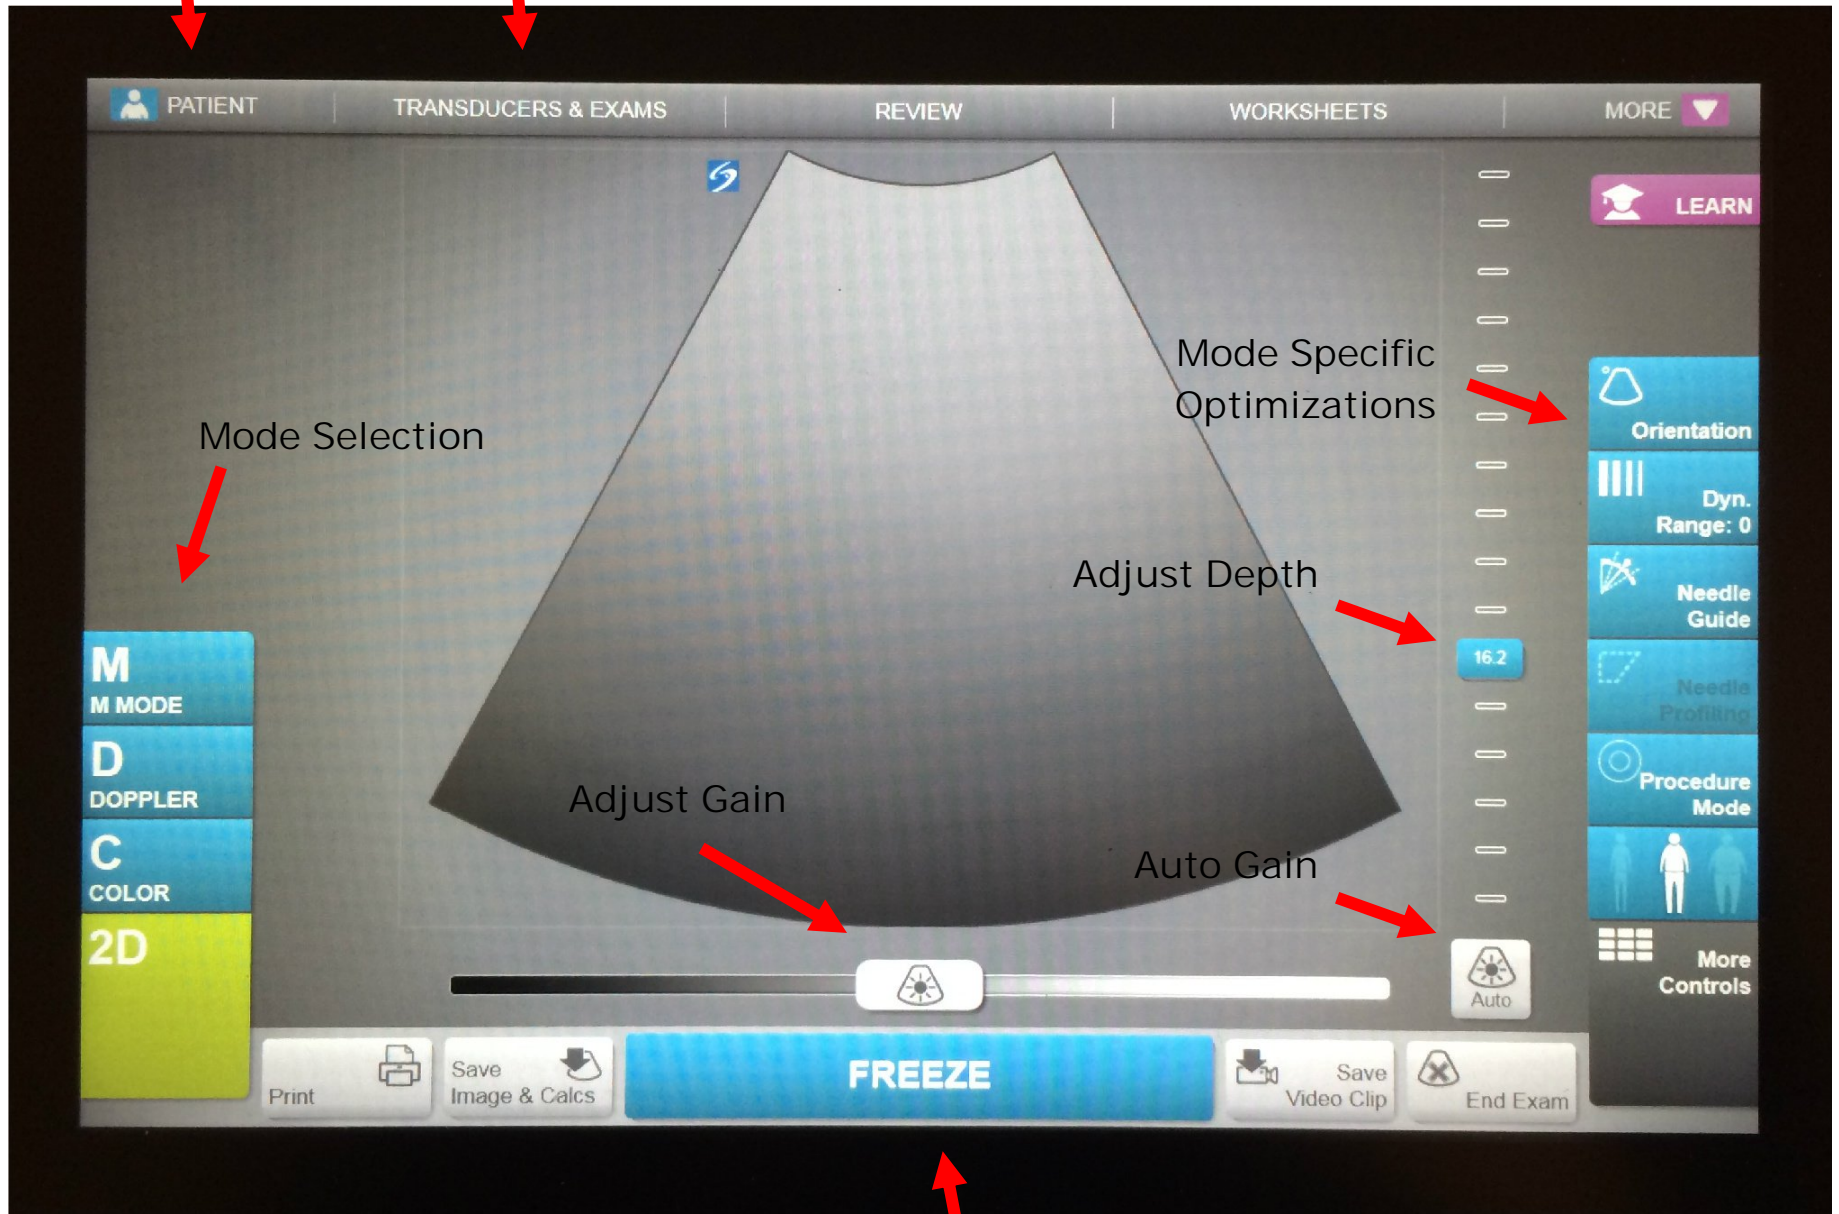 PATIENT
TRANSDUCERS & EXAMS
REVIEW
WORKSHEETS
MORE
LEARN
Mode Specific
Optimizations
Orientation
Mode Selection
Dyn.
Range: 0
Adjust Depth
Needle
Guide
16.2
M
M MODE
Needle
Profiling
D
DOPPLER
Procedure
Mode
Adjust Gain
Auto Gain
C
COLOR
2D
More
Controls
Auto
Print
Save
Image & Calcs
FREEZE
Save
Video Clip
End Exam